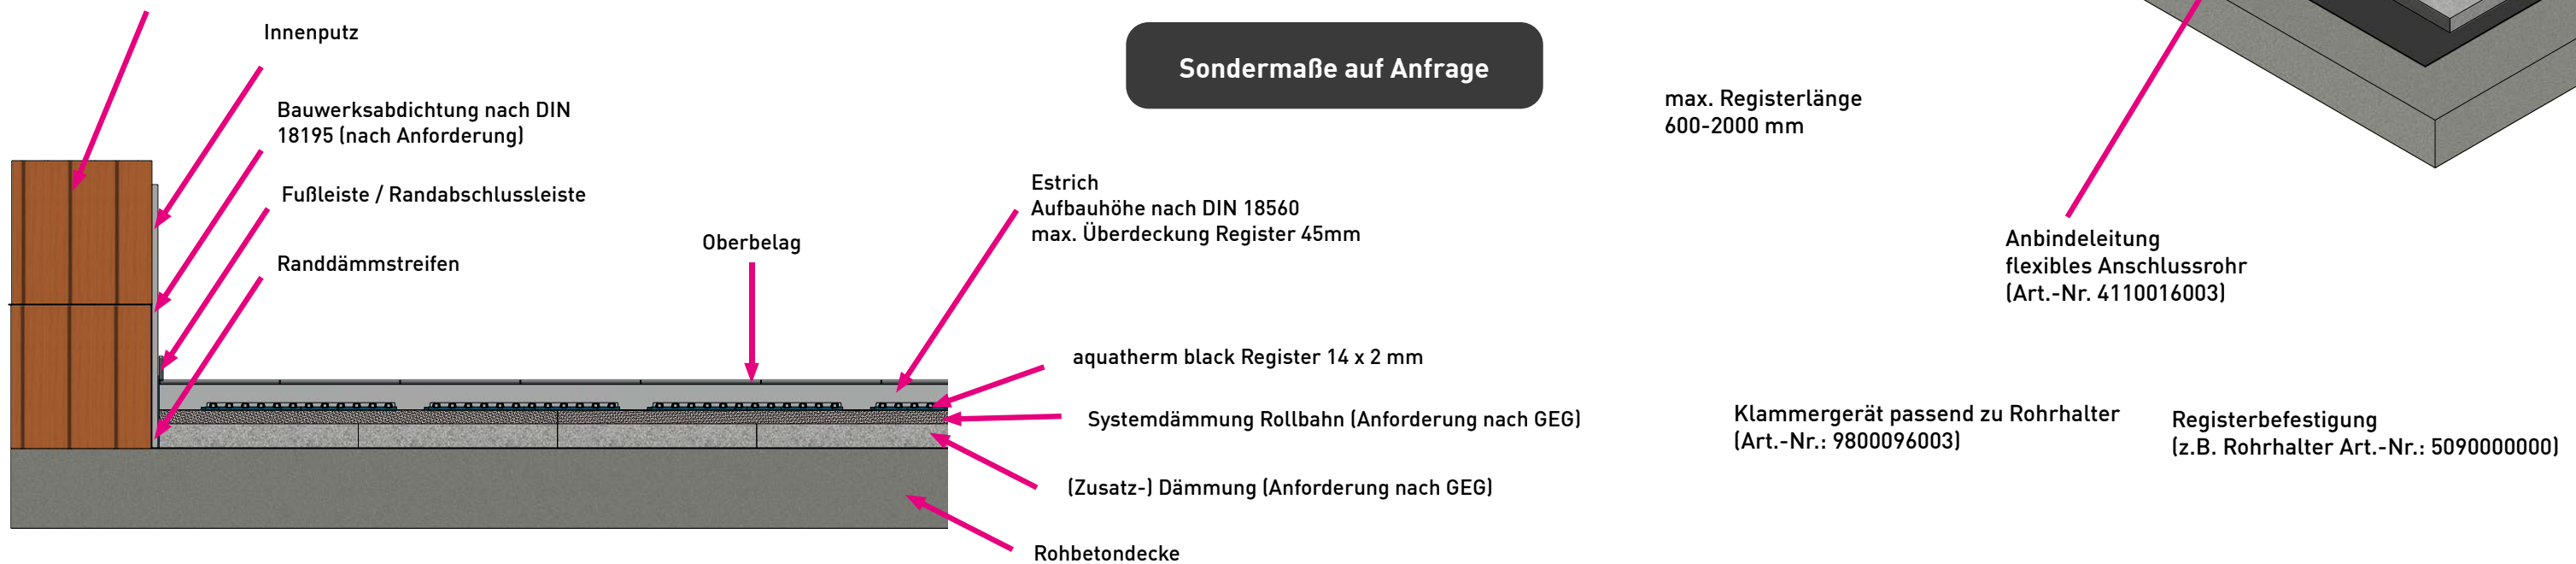 Innenputz
Bauwerksabdichtung nach DIN
18195 (nach Anforderung)
Fußleiste / Randabschlussleiste
Randdämmstreifen
Oberbelag
Sondermaße auf Anfrage
Estrich
Aufbauhöhe nach DIN 18560
max. Überdeckung Register 45mm
aquatherm black Register 14 x 2 mm
Systemdämmung Rollbahn (Anforderung nach GEG)
(Zusatz-) Dämmung (Anforderung nach GEG)
Rohbetondecke
max. Registerlänge
600-2000 mm
Anbindeleitung
flexibles Anschlussrohr
(Art.-Nr. 4110016003)
Klammergerät passend zu Rohrhalter
(Art.-Nr.: 9800096003)
Registerbefestigung
(z.B. Rohrhalter Art.-Nr.: 5090000000)